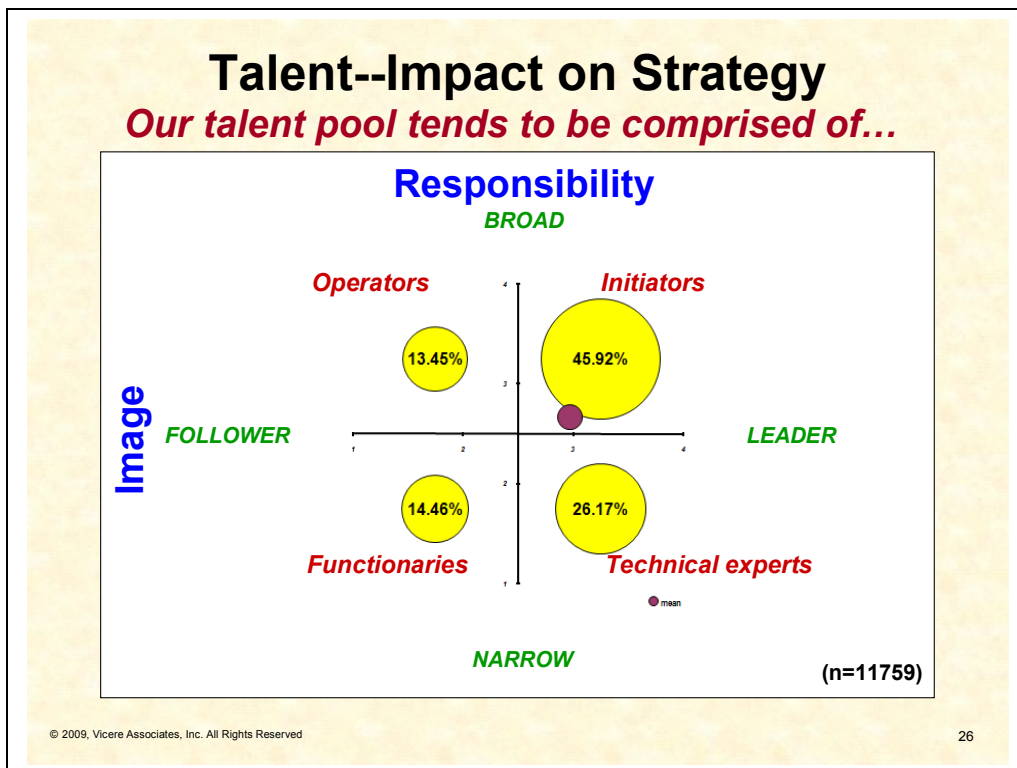 Talent--Impact on Strategy
Our talent pool tends to be comprised of…
Responsibility
BROAD
Operators
Initiators
4
13.45%
45.92%
3
Image
FOLLOWER
LEADER
1
2
3
4
2
14.46%
26.17%
Functionaries
Technical experts
1
mean
NARROW
(n=11759)
© 2009, Vicere Associates, Inc. All Rights Reserved
26